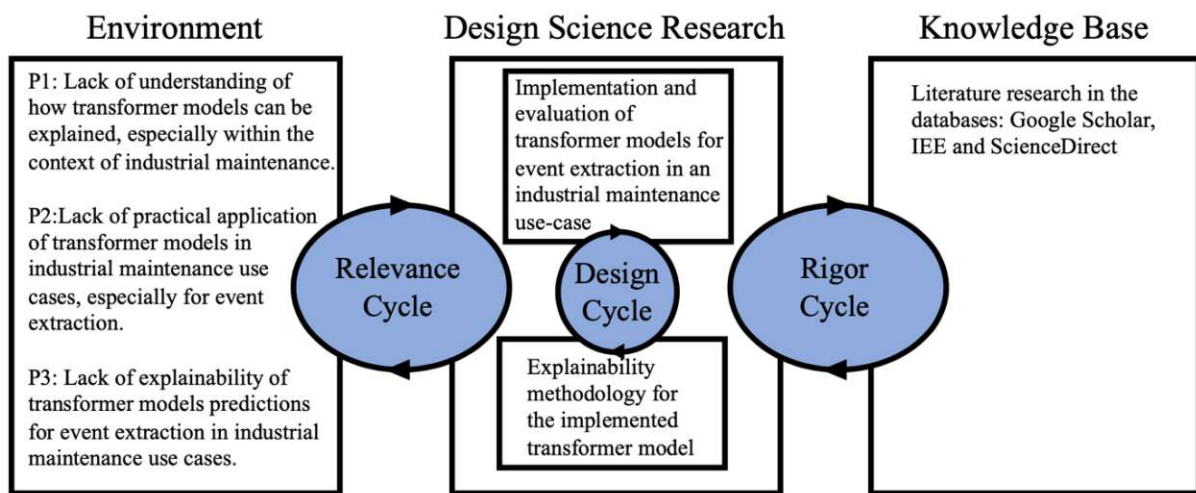 Environment
P1: Lack of understanding of
how transformer models can be
explained, especially within the
context of industrial maintenance.
P2:Lack of practical application
of transformer models in
industrial maintenance use
cases, especially for event
extraction.
P3: Lack of explainability of
transformer models predictions
for event extraction in industrial
maintenance use cases.
Relevance
Cycle
Design Science Research
Implementation and
evaluation of
transformer models for
event extraction in an
industrial maintenance
use-case
Design
Cycle
Explainability
methodology for
the implemented
transformer model
Rigor
Cycle
Knowledge Base
Literature research in the
databases: Google Scholar,
IEE and ScienceDirect